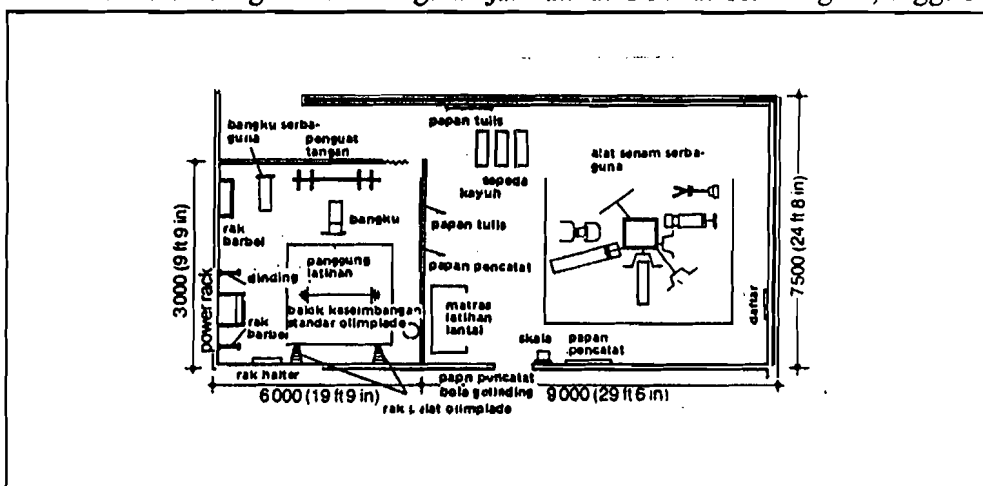 papan tulis
bangku serba-
guna
penguat
tangan
alat senam serba-
guna
sepeda
kayuh
bangku
papan tulis
rak
barbel
papan pencatat
panggung
latihan
dinding
matras
latihan
lantai
balok keseimbangan
standar olimpiade
power rack
rak
barbel
daftar
skala
papan
pencatat
rak halter
papn puncatat
bola golinding
3000 (9 ft 9 in)
7500 (24 ft 8 in)
6000 (19 ft 9 in)
9000 (29 ft 6 in)
olimpiade